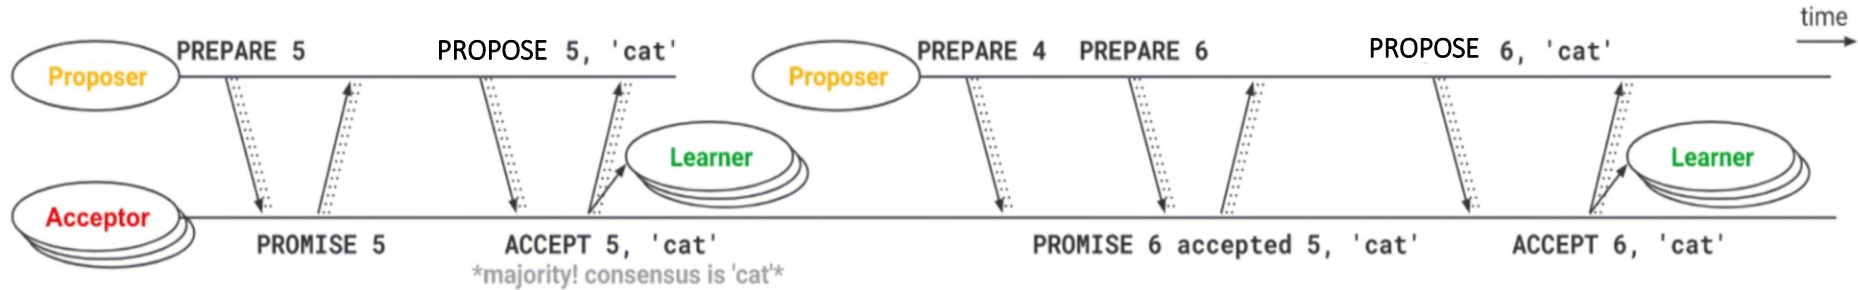 time
PREPARE 5
PROPOSE 5, 'cat'
PREPARE 4
PREPARE 6
PROPOSE 6, 'cat'
Proposer
Proposer
Learner
Learner
Acceptor
PROMISE 5
ACCEPT 5, 'cat'
PROMISE 6 accepted 5, 'cat'
ACCEPT 6, 'cat'
*majority! consensus is 'cat'*